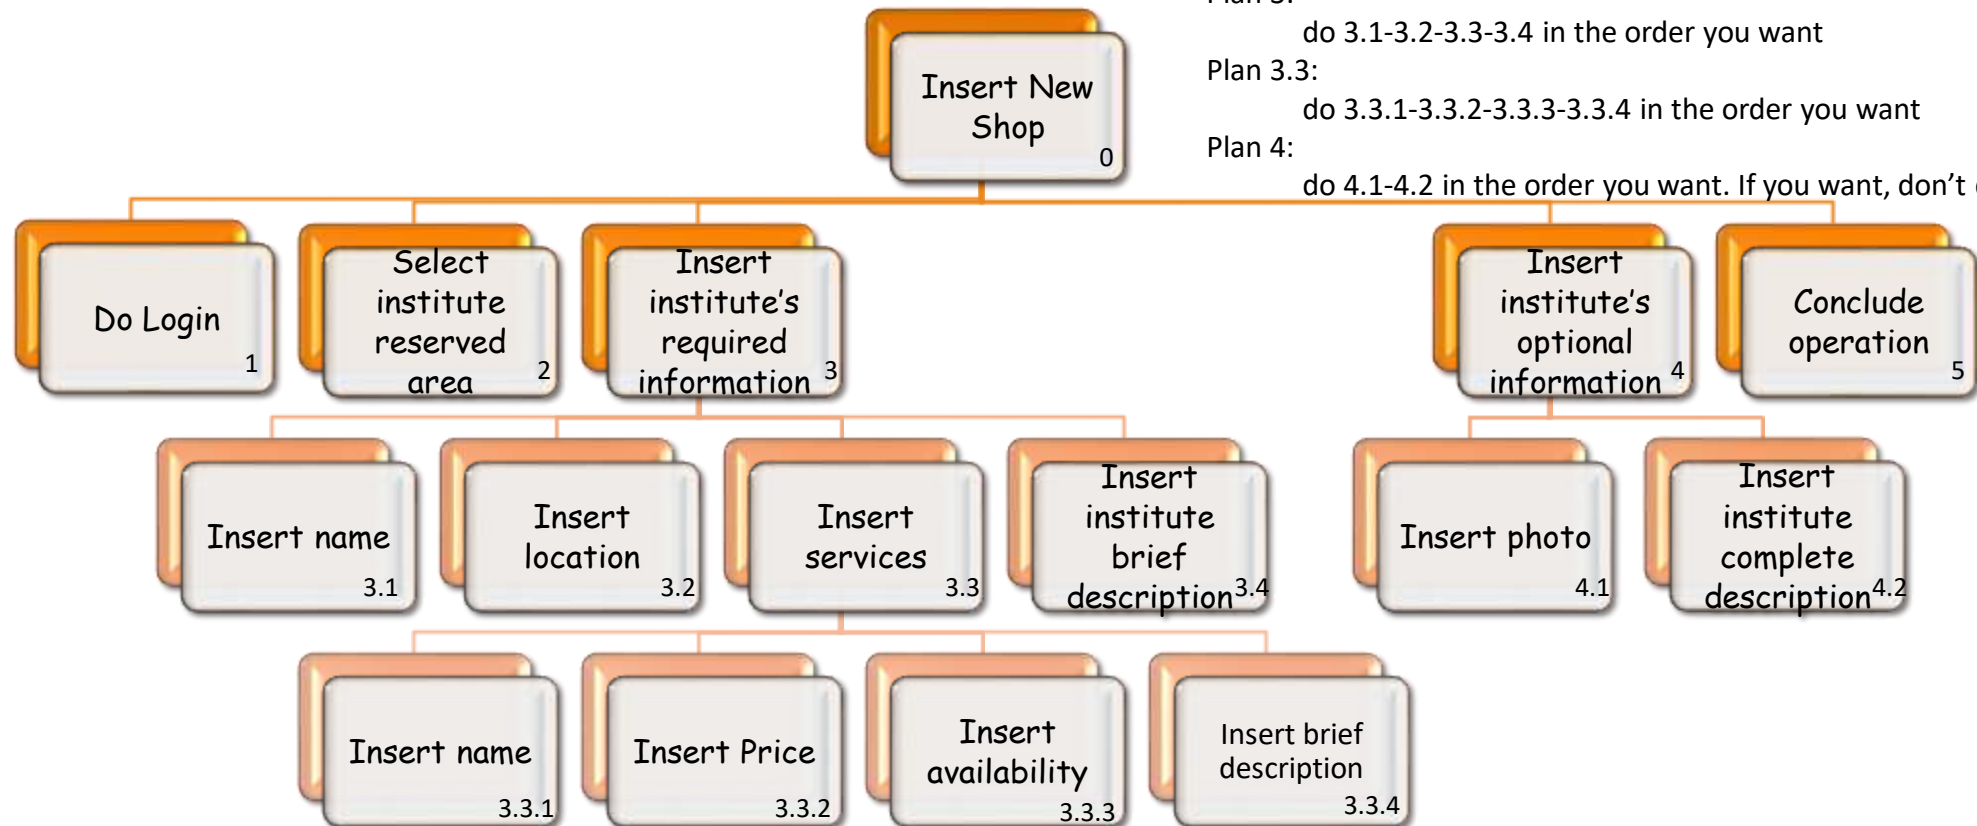 Plan 3:
do 3.1-3.2-3.3-3.4 in the order you want
Plan 3.3:
do 3.3.1-3.3.2-3.3.3-3.3.4 in the order you want
Plan 4:
do 4.1-4.2 in the order you want. If you want, don't
Insert New
Shop
0
Do Login
1
Select
institute
reserved
area
2
Insert
institute's
required
information
3
Insert
institute's
optional
information
4
Conclude
operation
5
Insert name
3.1
Insert
location
3.2
Insert
services
3.3
Insert
institute
brief
description
3.4
Insert photo
4.1
Insert
institute
complete
description
4.2
Insert name
3.3.1
Insert Price
3.3.2
Insert
availability
3.3.3
Insert brief
description
3.3.4